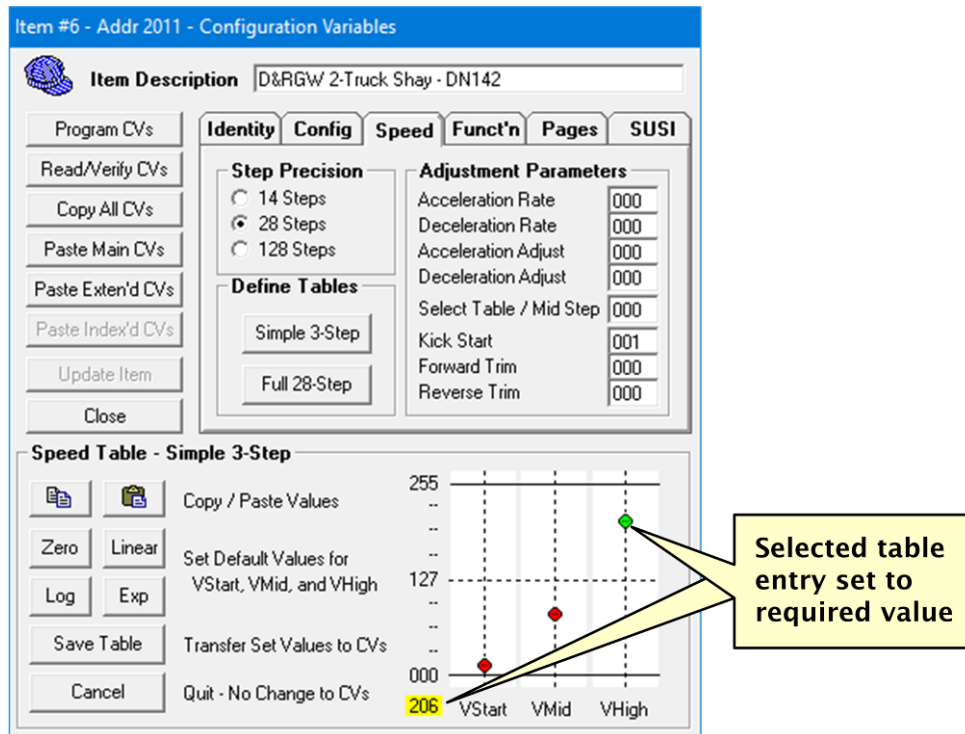 Item #6 - Addr 2011 - Configuration Variables
Item Description D&RGW 2-Truck Shay - DN142
Program CVs
Read/Verify CVs
Copy All CVs
Paste Main CVs
Paste Exten'd CVs
Paste Index'd CVs
Update Item
Close
Identity Config Speed Funct'n Pages SUSI
Step Precision
14 Steps
28 Steps
128 Steps
Define Tables
Simple 3-Step
Full 28-Step
Adjustment Parameters
Acceleration Rate 000
Deceleration Rate 000
Acceleration Adjust 000
Deceleration Adjust 000
Select Table / Mid Step 000
Kick Start 001
Forward Trim 000
Reverse Trim 000
Speed Table - Simple 3-Step
Copy / Paste Values
Zero Linear
Set Default Values for
VStart, VMid, and VHigh
Log Exp
Save Table Transfer Set Values to CVs
Cancel Quit - No Change to CVs
255
--
--
--
127
--
--
--
000
206 VStart VMid VHigh
Selected table
entry set to
required value